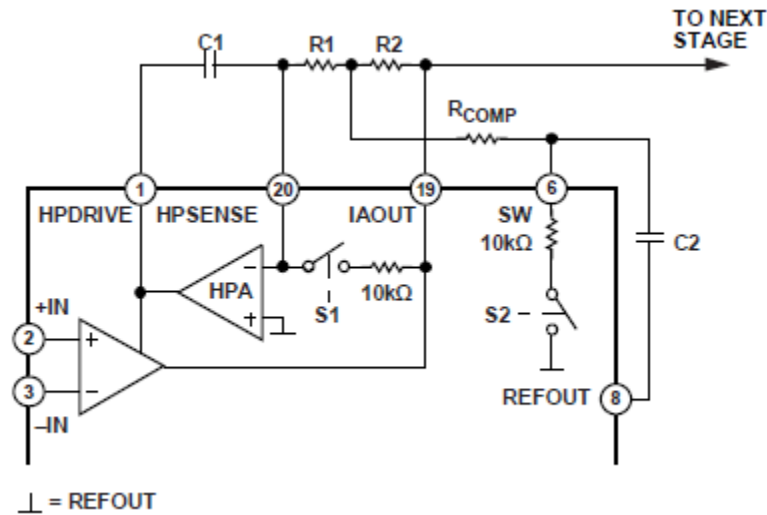 TO NEXT
STAGE
C1
R1
R2
RCOMP
1
20
19
6
HPDRIVE
HPSENSE
IAOUT
SW
10kΩ
C2
–
HPA
+
S1
10kΩ
S2
+IN
2
+
3
–
–IN
REFOUT
8
= REFOUT